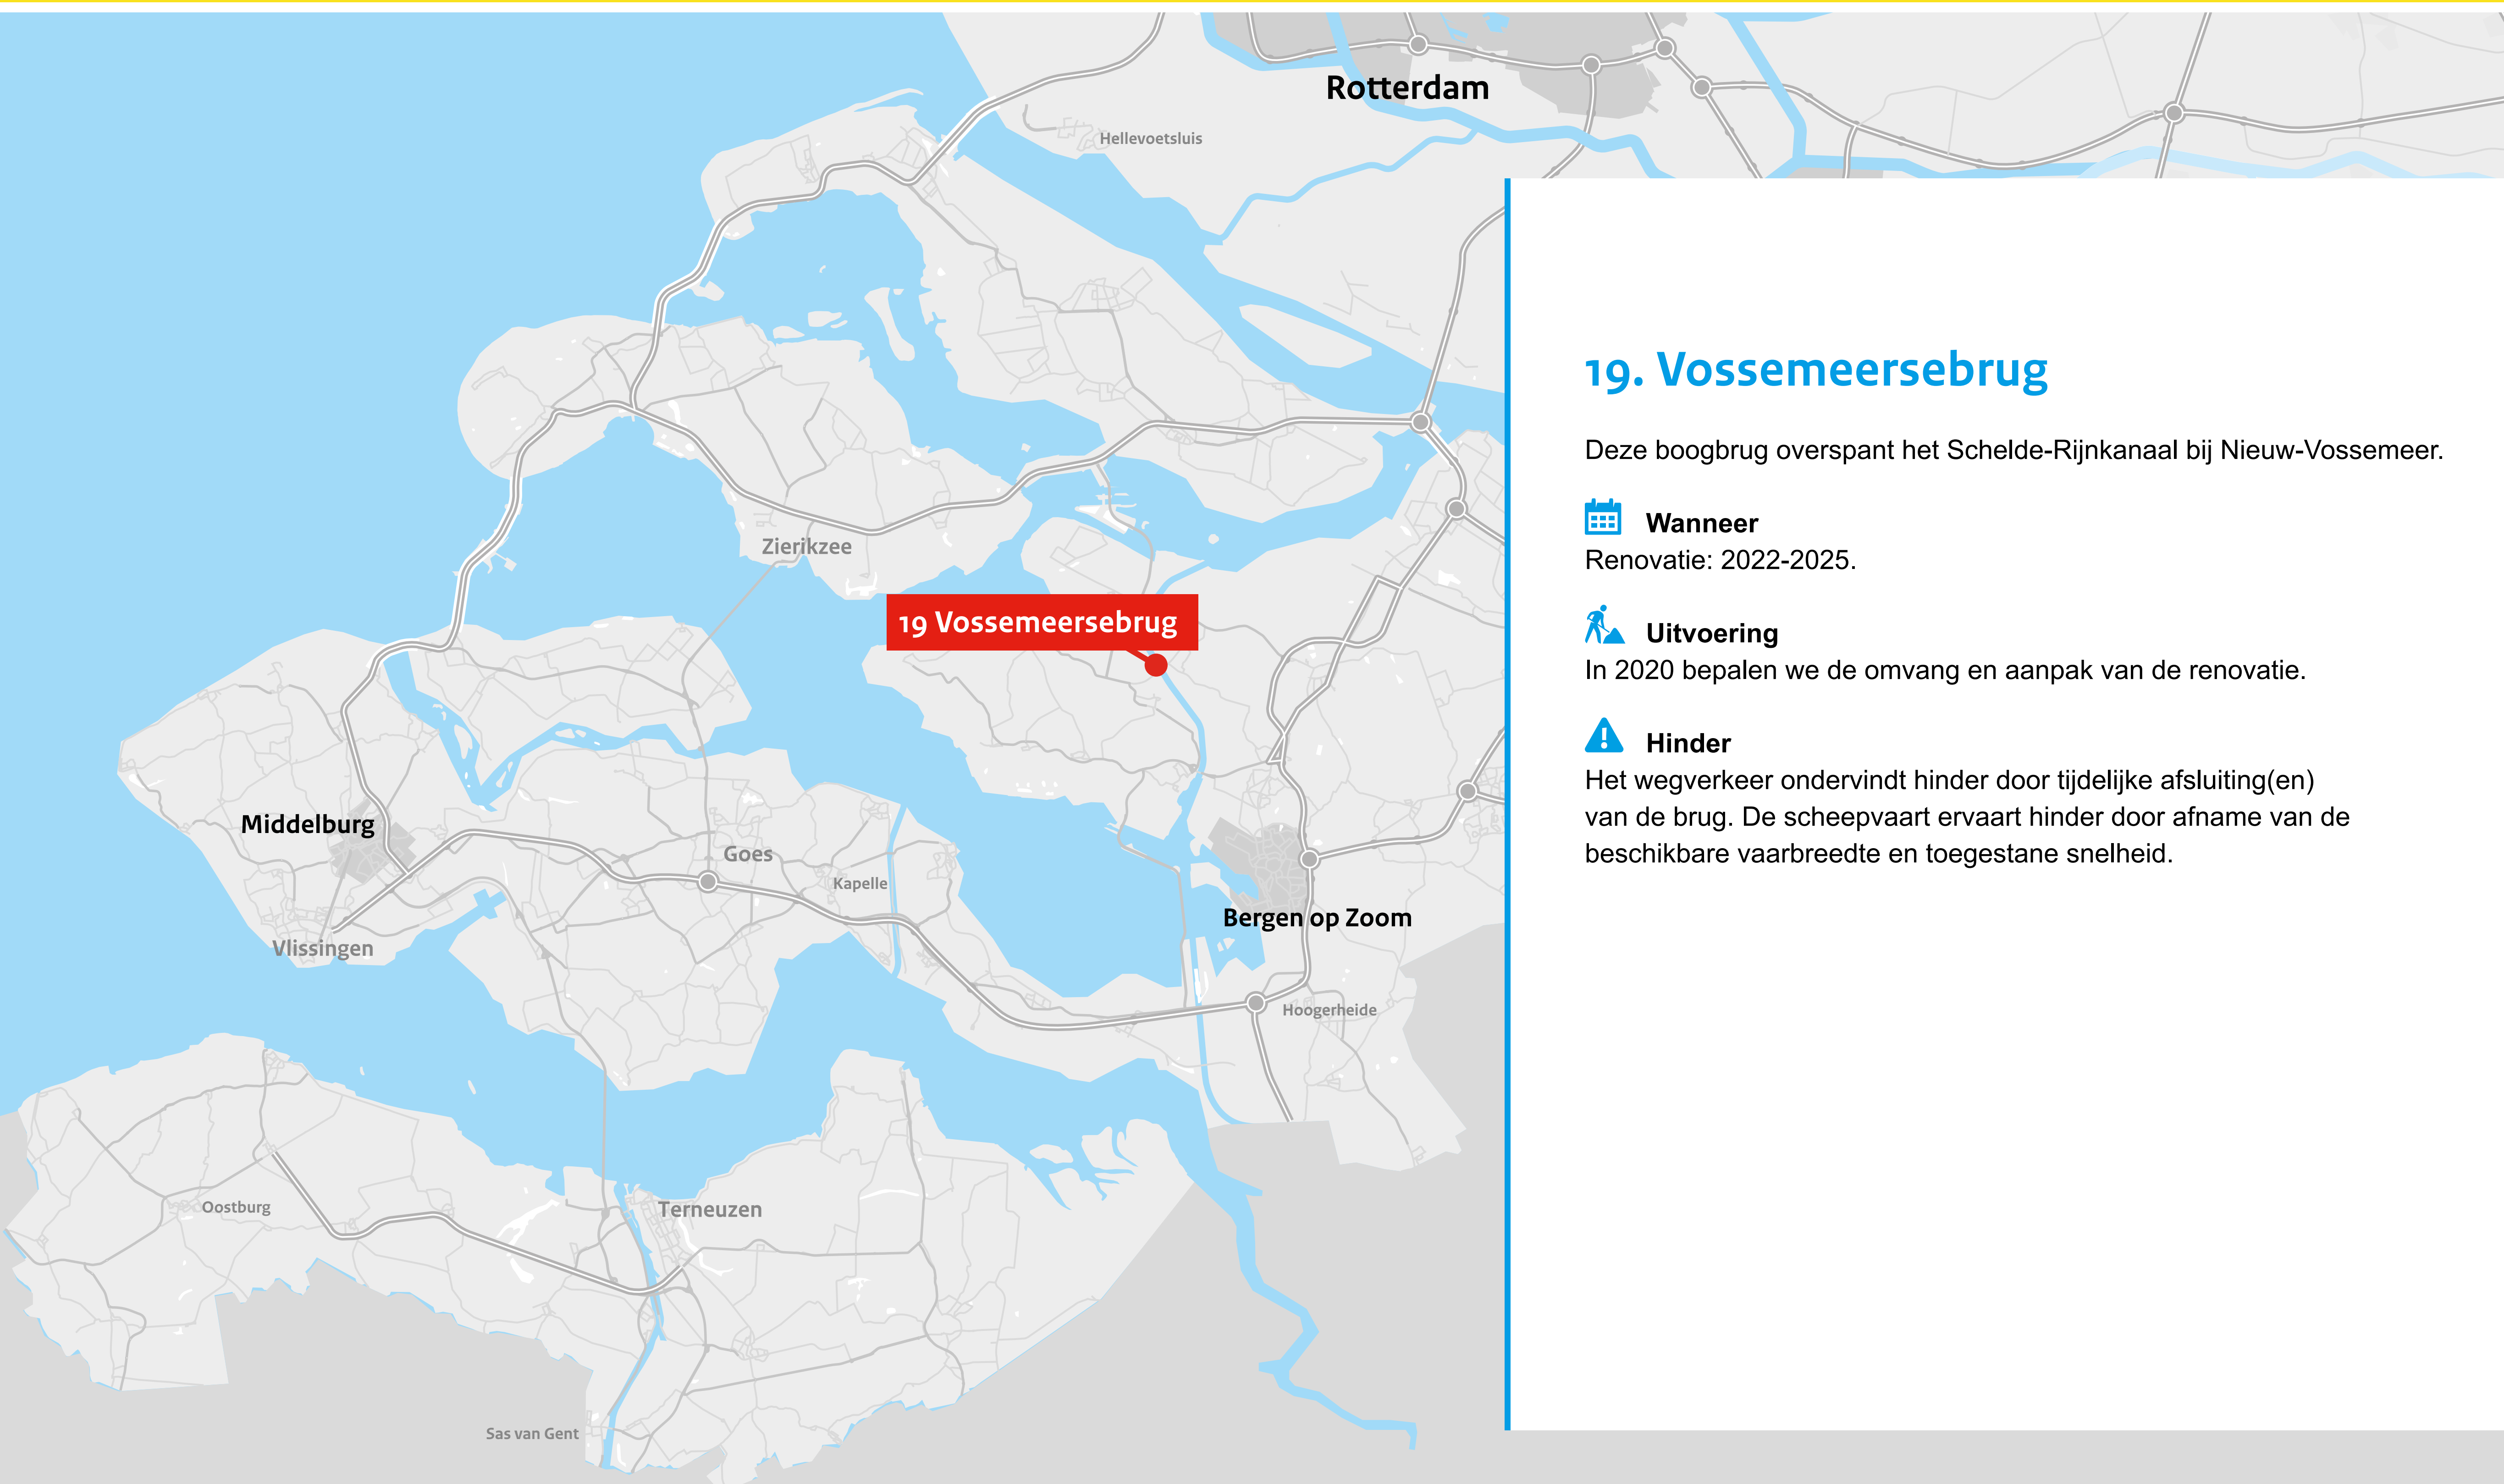 Rotterdam
Hellevoetsluis
Zierikzee
19 Vossemeersebrug
Middelburg
Goes
Kapelle
Bergen op Zoom
Vlissingen
Hoogerheide
Oostburg
Terneuzen
Sas van Gent
19. Vossemeersebrug
Deze boogbrug overspant het Schelde-Rijnkanaal bij Nieuw-Vossemeer.
Wanneer
Renovatie: 2022-2025.
Uitvoering
In 2020 bepalen we de omvang en aanpak van de renovatie.
Hinder
Het wegverkeer ondervindt hinder door tijdelijke afsluiting(en)
van de brug. De scheepvaart ervaart hinder door afname van de
beschikbare vaarbreedte en toegestane snelheid.